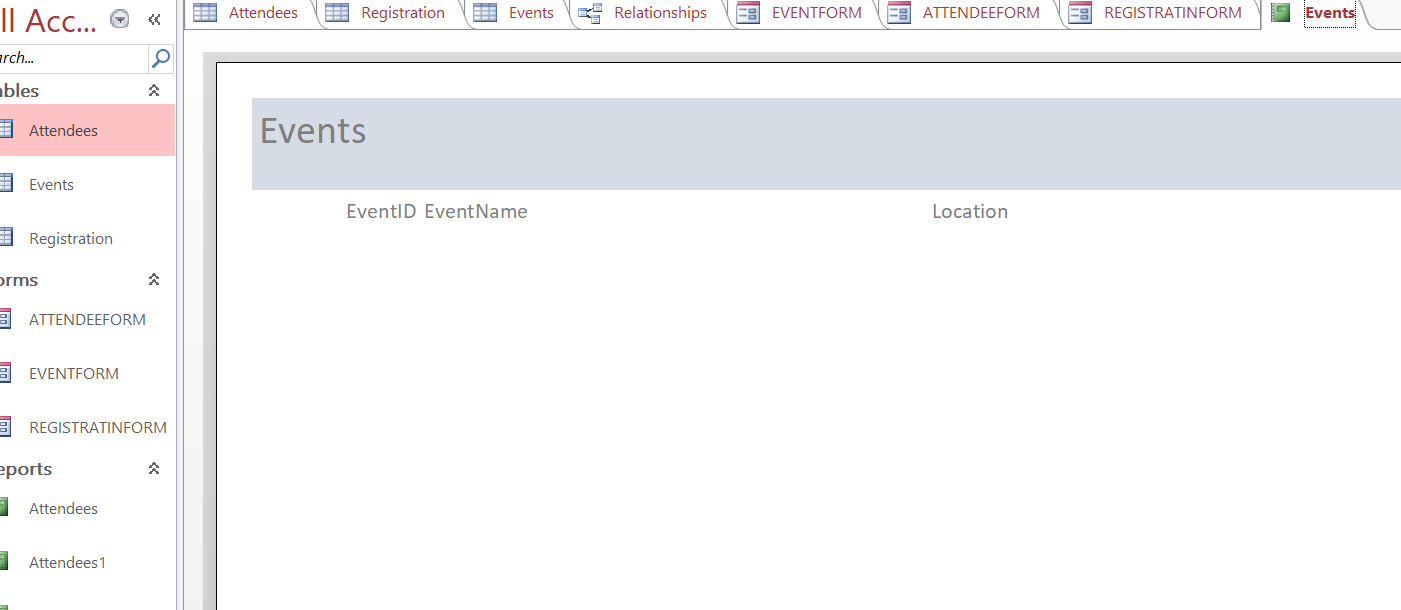 ll Acc...
Attendees
Registration
Events
Relationships
EVENTFORM
ATTENDEEFORM
REGISTRATINFORM
Events
arch...
ables
Attendees
Events
Registration
orms
ATTENDEEFORM
EVENTFORM
REGISTRATINFORM
eports
Attendees
Attendees1
Events
EventID EventName Location